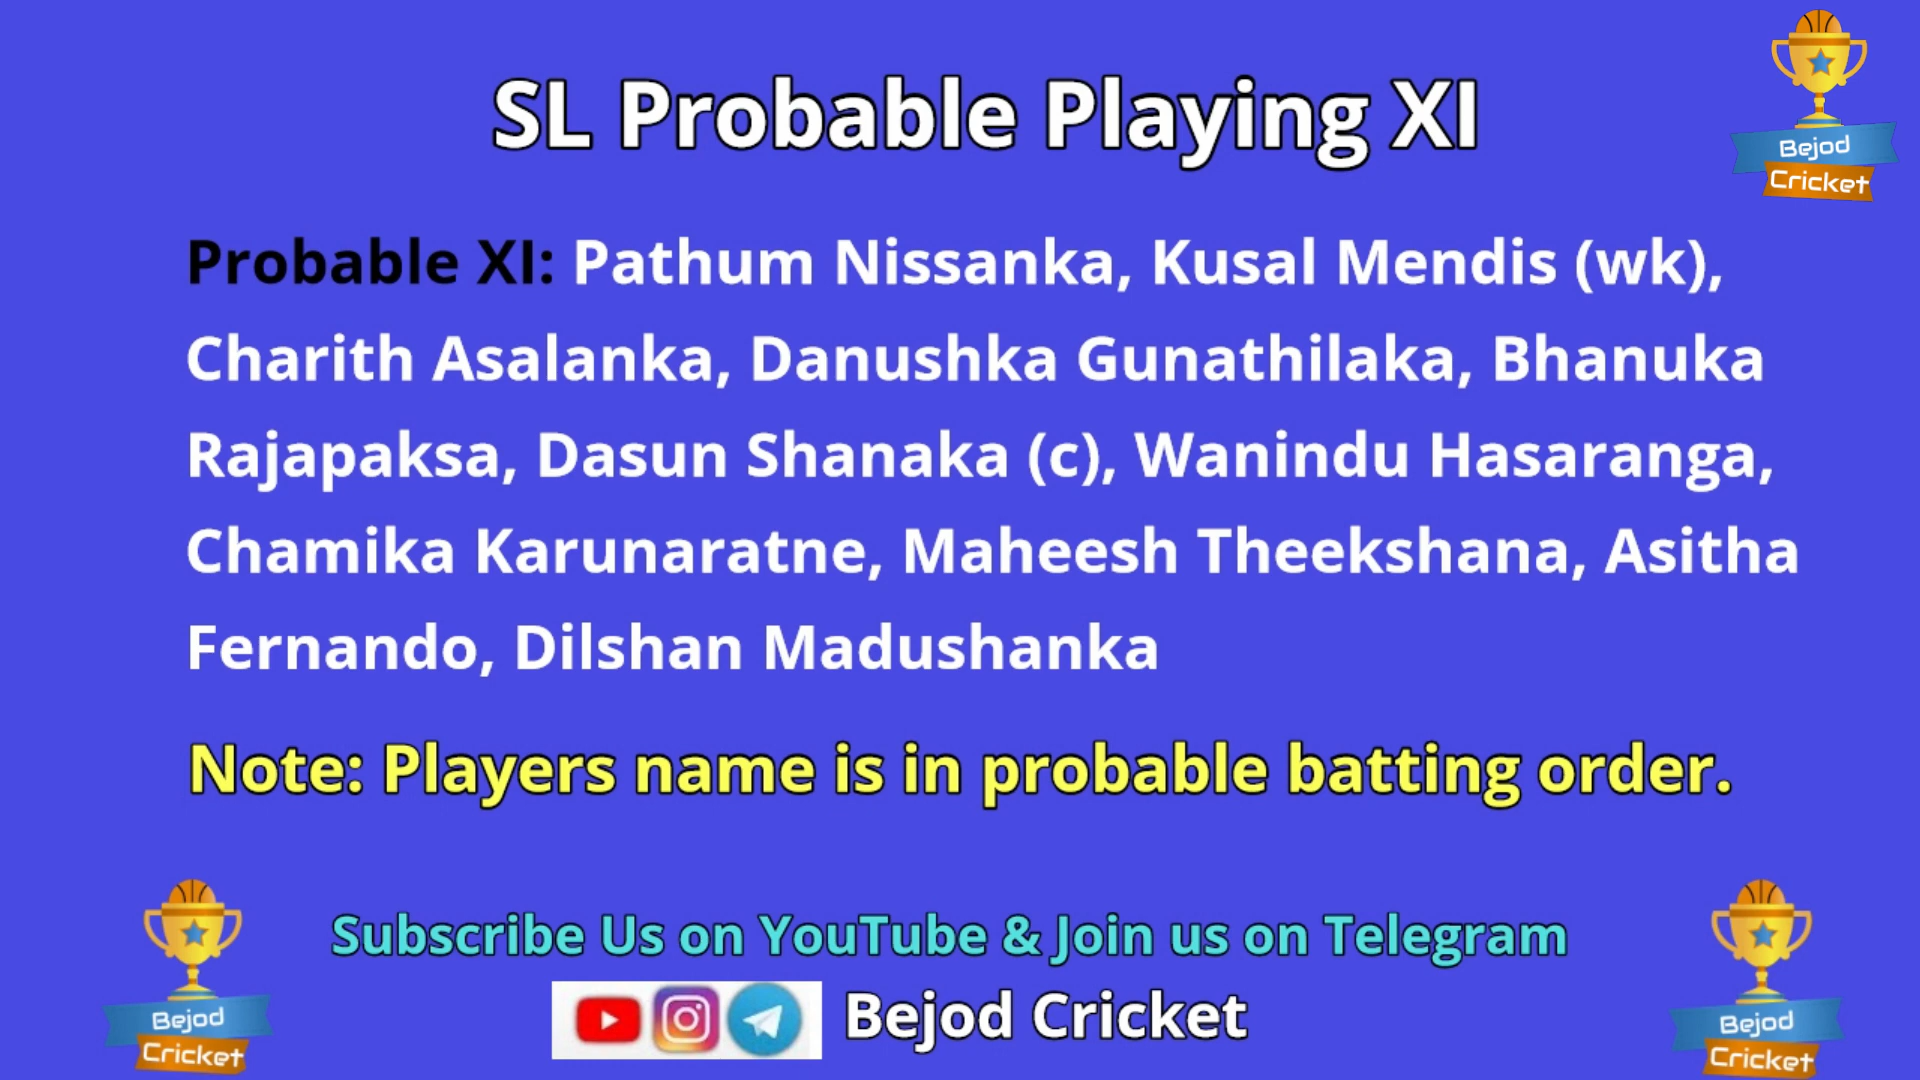 SL Probable Playing XI
Bejod
Cricket
Probable XI: Pathum Nissanka, Kusal Mendis (wk),
Charith Asalanka, Danushka Gunathilaka, Bhanuka
Rajapaksa, Dasun Shanaka (c), Wanindu Hasaranga,
Chamika Karunaratne, Maheesh Theekshana, Asitha
Fernando, Dilshan Madushanka
Note: Players name is in probable batting order.
Subscribe Us on YouTube & Join us on Telegram
Bejod Cricket
Bejod
Cricket
Bejod
Cricket